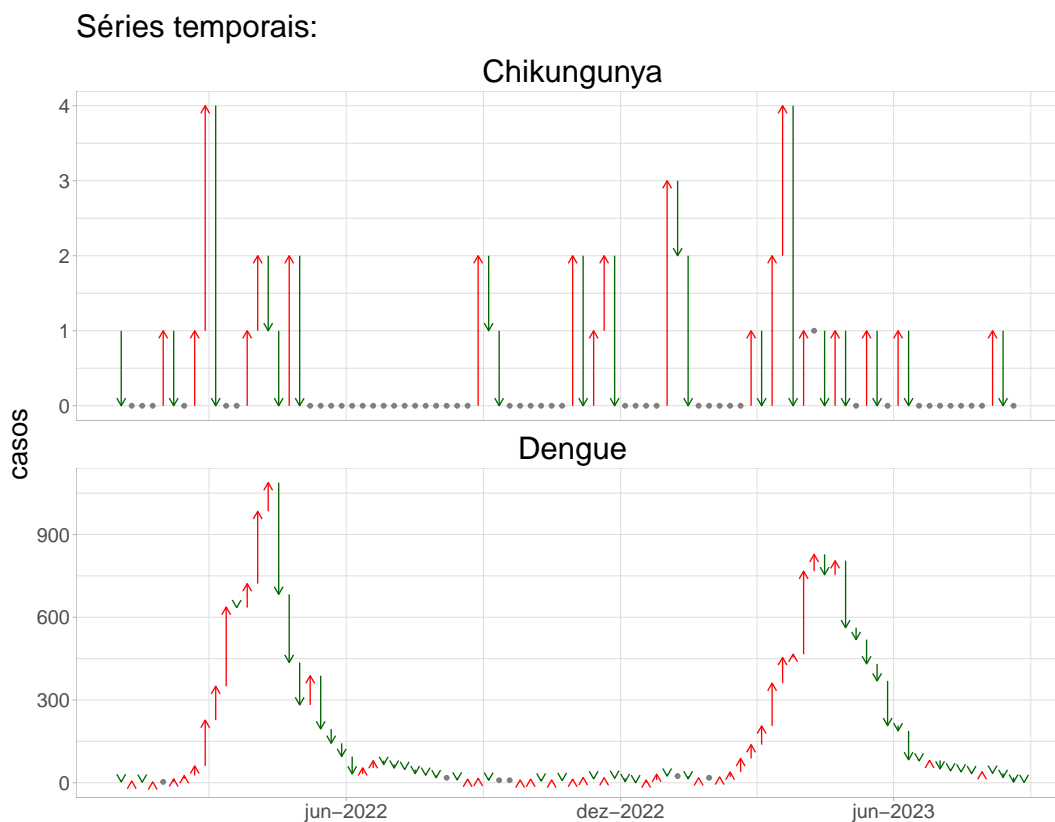 Séries temporais:
Chikungunya
4
3
2
1
0
casos
Dengue
900
600
300
0
jun−2022
dez−2022
jun−2023